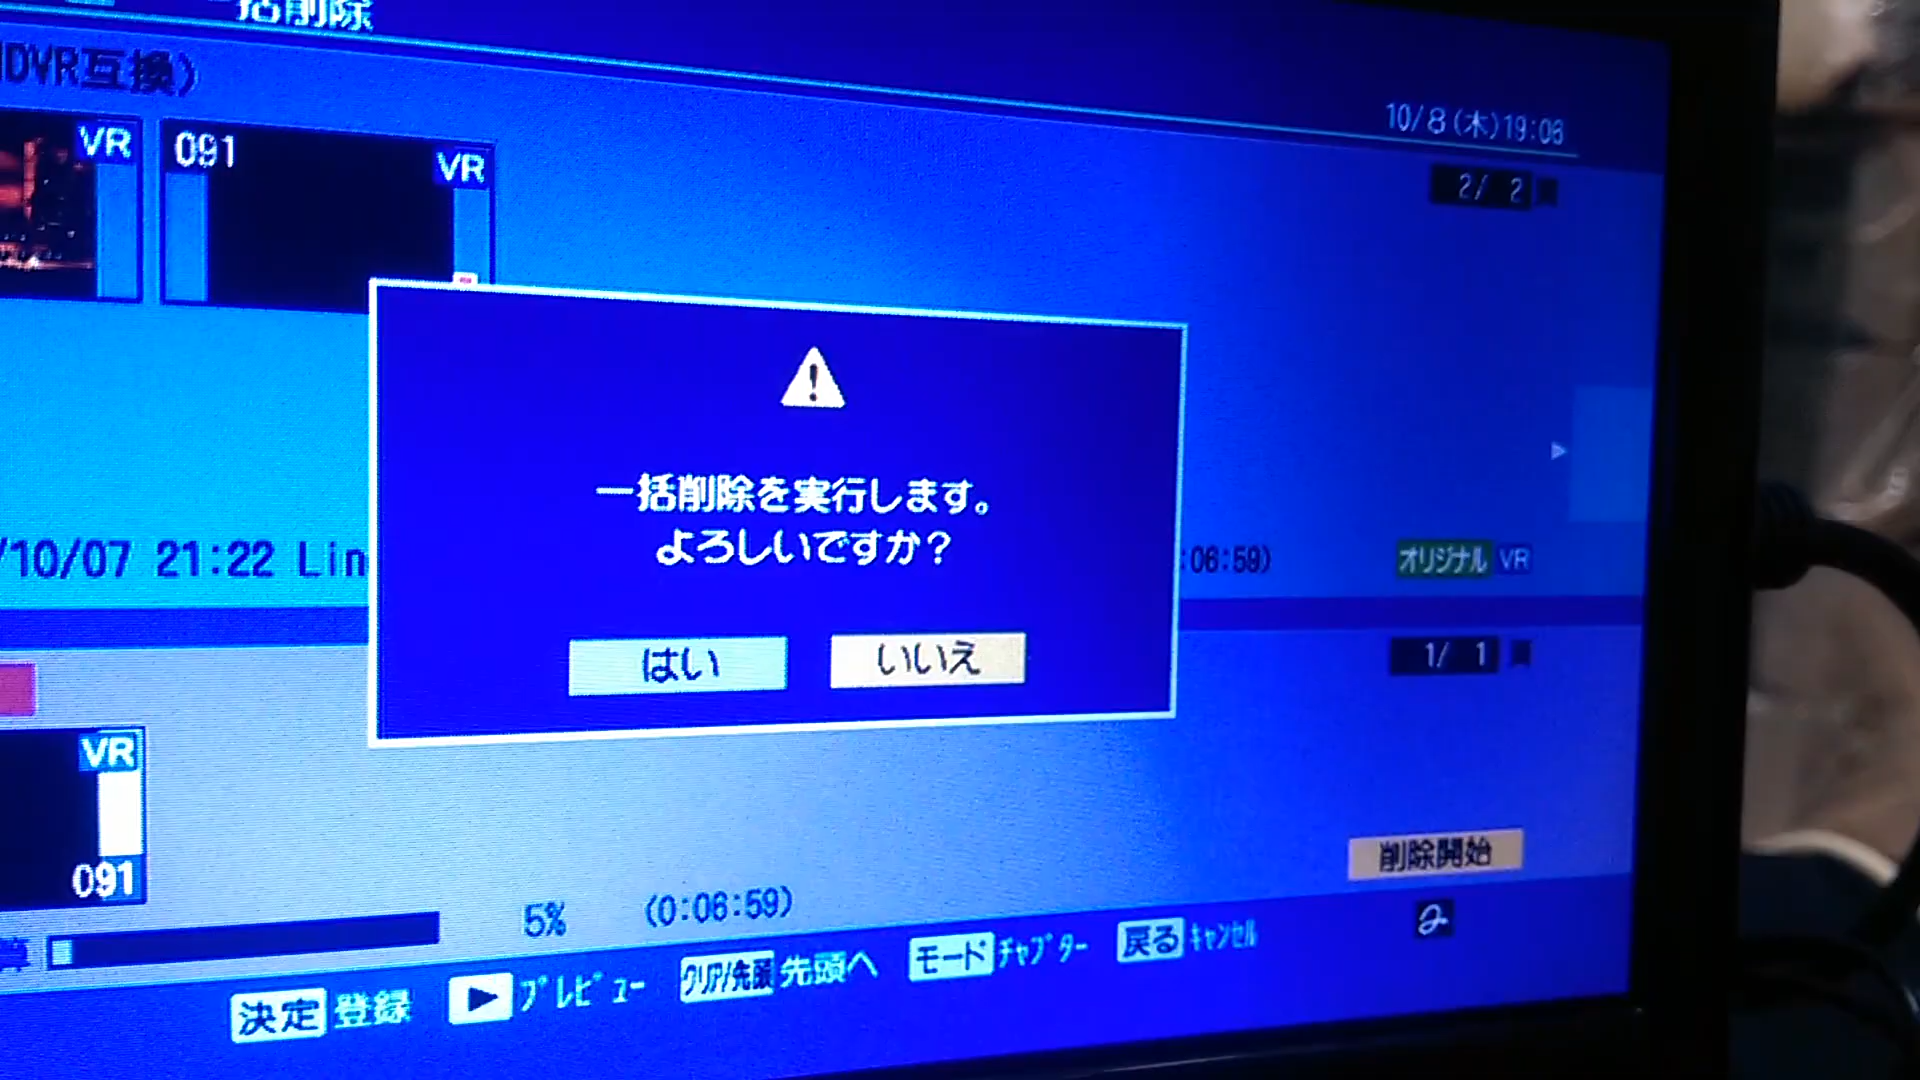 一括削除
DVR互換)
10/8(木)19:06
VR
091
VR
2/ 2
一括削除を実行します。
よろしいですか?
/10/07 21:22 Lin
:06:59)
オリジナル VR
はい
いいえ
1/ 1
VR
091
削除開始
5%
(0:06:59)
決定 登録
プレビュー
クリア/先頭 先頭へ
モード チャプター
戻る キャンセル